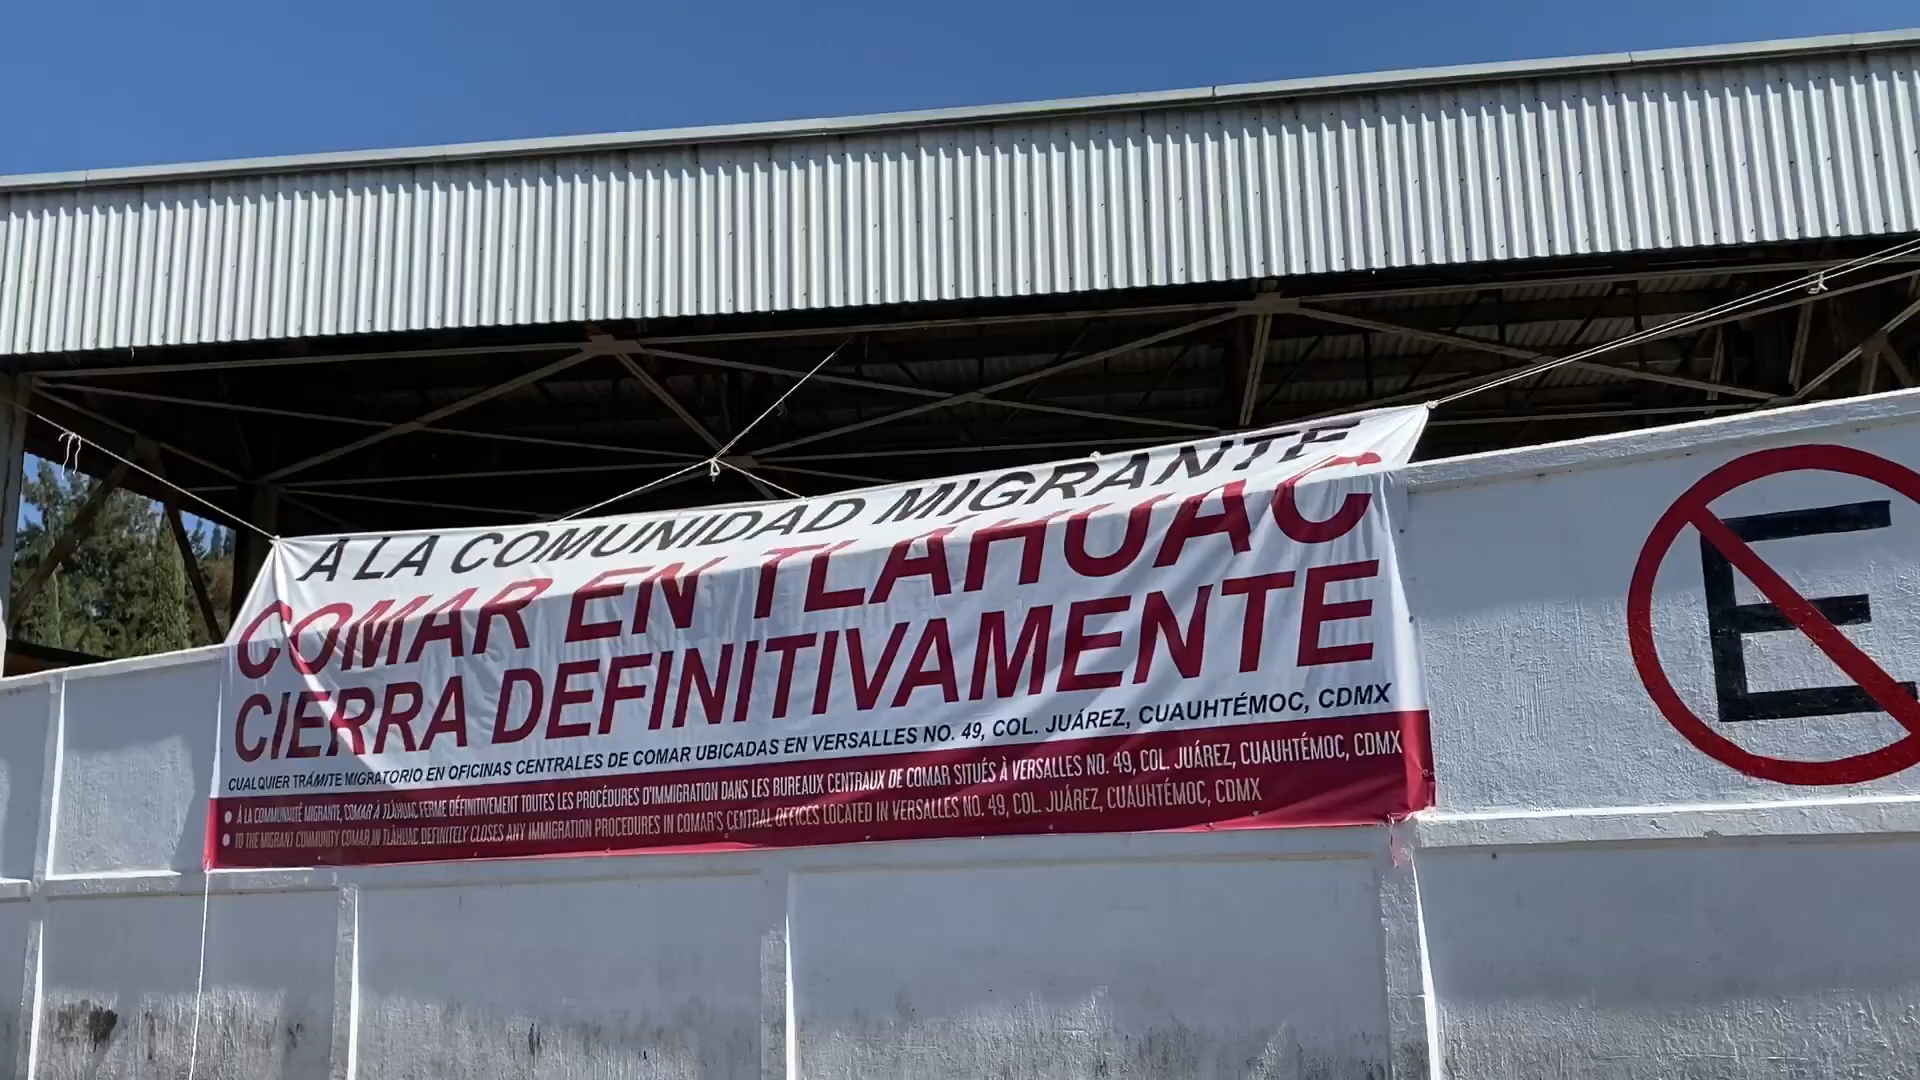 A LA COMUNIDAD MIGRANTE
COMAR EN TLAHUAC
CIERRA DEFINITIVAMENTE
CUALQUIER TRÁMITE MIGRATORIO EN OFICINAS CENTRALES DE COMAR UBICADAS EN VERSALLES NO. 49, COL. JUÁREZ, CUAUHTÉMOC, CDMX
● À LA COMMUNAUTÉ MIGRANTE, COMAR À TLÁHUAC FERME DÉFINITIVEMENT TOUTES LES PROCÉDURES D'IMMIGRATION DANS LES BUREAUX CENTRAUX DE COMAR SITUÉS À VERSALLES NO. 49, COL. JUÁREZ, CUAUHTÉMOC, CDMX
● TO THE MIGRANT COMMUNITY COMAR IN TLÁHUAC DEFINITELY CLOSES ANY IMMIGRATION PROCEDURES IN COMAR'S CENTRAL OFFICES LOCATED IN VERSALLES NO. 49, COL. JUÁREZ, CUAUHTÉMOC, CDMX
E